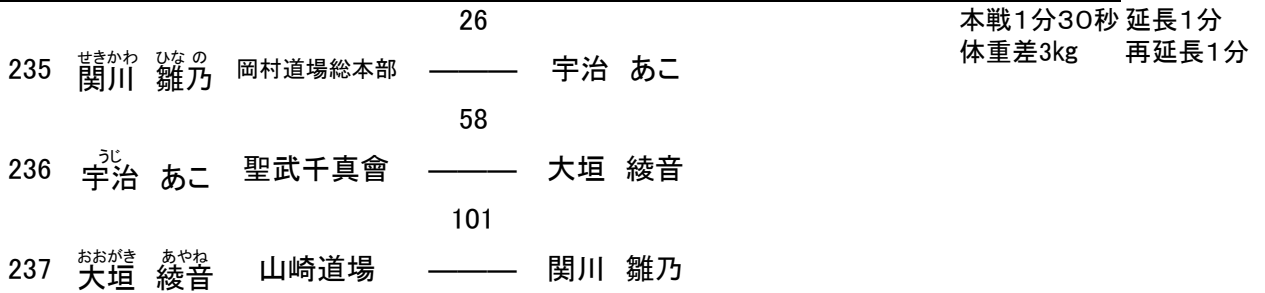 26
本戦1分30秒 延長1分
体重差3kg 再延長1分
せきかわ ひなの
235 関川 雛乃 岡村道場総本部 ――― 宇治 あこ
58
うじ
236 宇治 あこ 聖武千真會 ――― 大垣 綾音
101
おおがき あやね
237 大垣 綾音 山崎道場 ――― 関川 雛乃